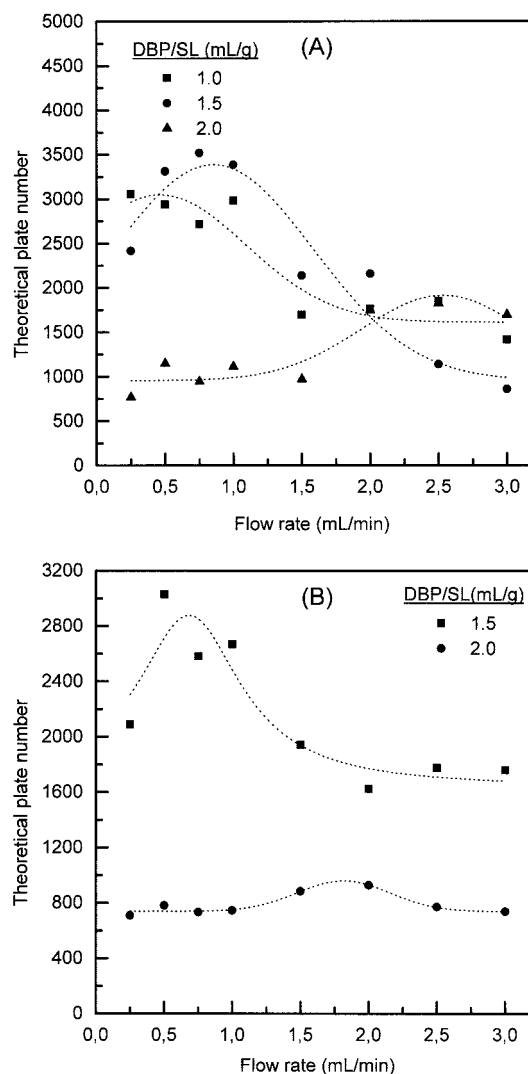 (A)
DBP/SL (mL/g)
1.0
1.5
2.0
5000
4500
4000
3500
3000
2500
2000
1500
1000
500
0
Theoretical plate number
0,0 0,5 1,0 1,5 2,0 2,5 3,0
Flow rate (mL/min)
(B)
DBP/SL(mL/g)
1.5
2.0
3200
2800
2400
2000
1600
1200
800
400
0
Theoretical plate number
0,0 0,5 1,0 1,5 2,0 2,5 3,0
Flow rate (mL/min)